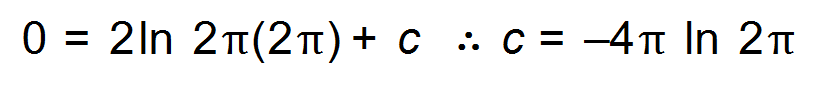 0 = 2ln 2π(2π) + c ∴ c = –4π ln 2π